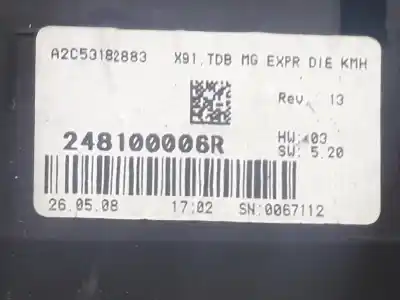 A2C53182883 X91.TDB MG EXPR DIE KMH
Rev. 13
248100006R
HW: 03
SW: 5.20
26.05.08 17:02 SN:0067112